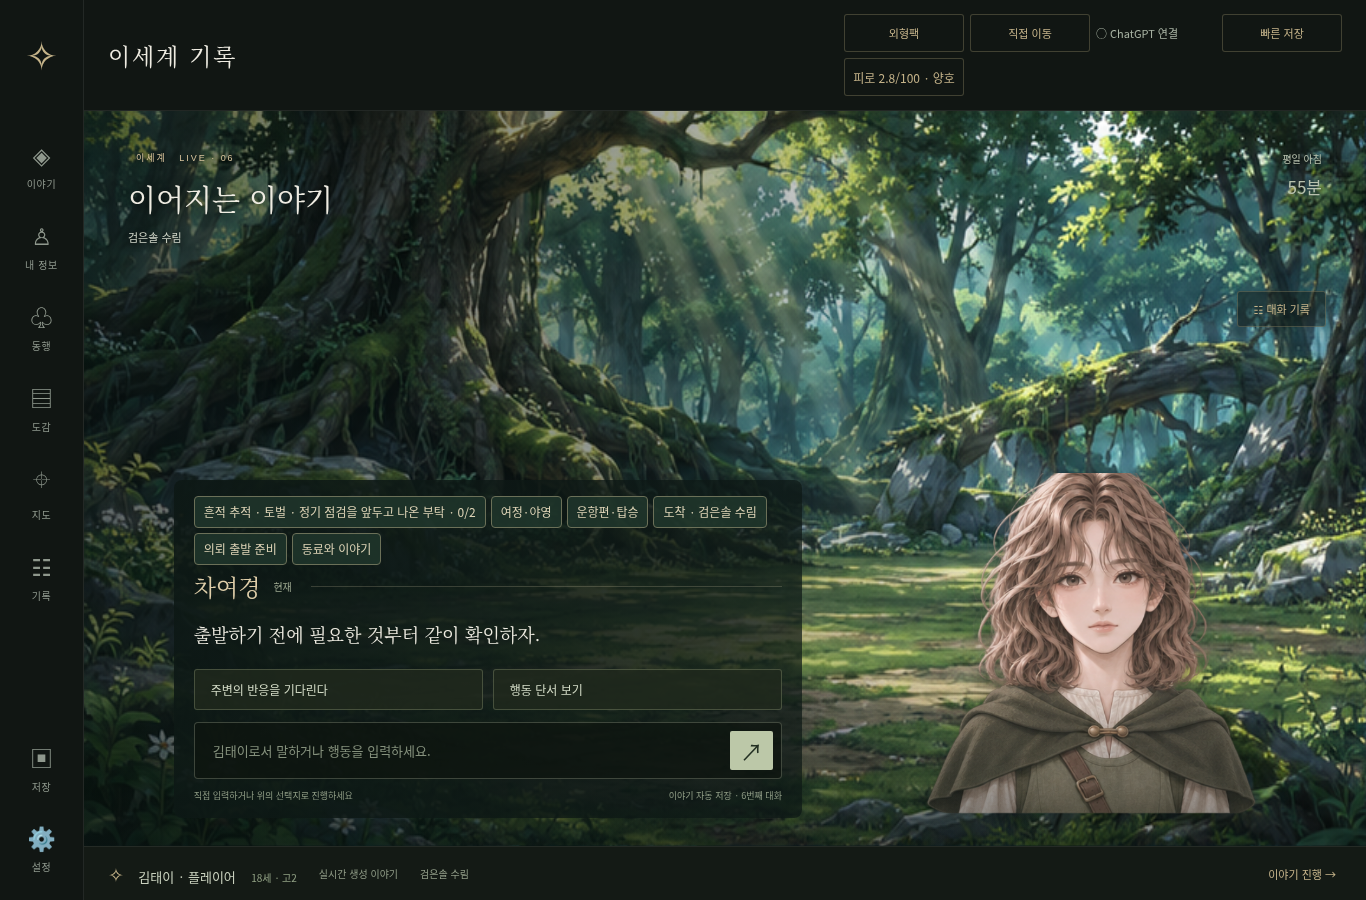 이세계 기록
외형팩
직접 이동
ChatGPT 연결
빠른 저장
피로 2.8/100 · 양호
이야기
내 정보
동행
도감
지도
기록
저장
설정
이세계 LIVE 06
이어지는 이야기
검은솔 수림
평일 아침
55분
대화 기록
흔적 추적 · 토벌 · 정기 점검을 앞두고 나온 부탁 · 0/2
여정·야영
운항편·탑승
도착 · 검은솔 수림
의뢰 출발 준비
동료와 이야기
차여경 현재
출발하기 전에 필요한 것부터 같이 확인하자.
주변의 반응을 기다린다
행동 단서 보기
김태이로서 말하거나 행동을 입력하세요.
직접 입력하거나 위의 선택지로 진행하세요
이야기 자동 저장 · 6번째 대화
김태이 · 플레이어
18세 · 고2
실시간 생성 이야기
검은솔 수림
이야기 진행 →